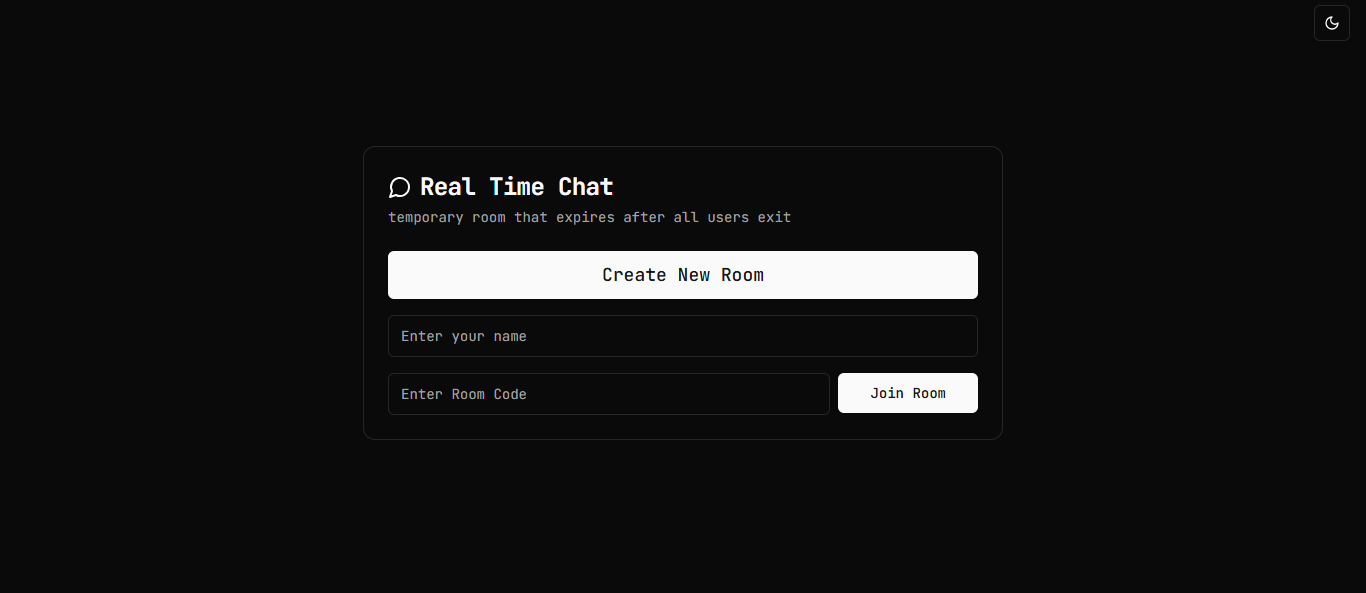 Real Time Chat
temporary room that expires after all users exit
Create New Room
Enter your name
Enter Room Code
Join Room